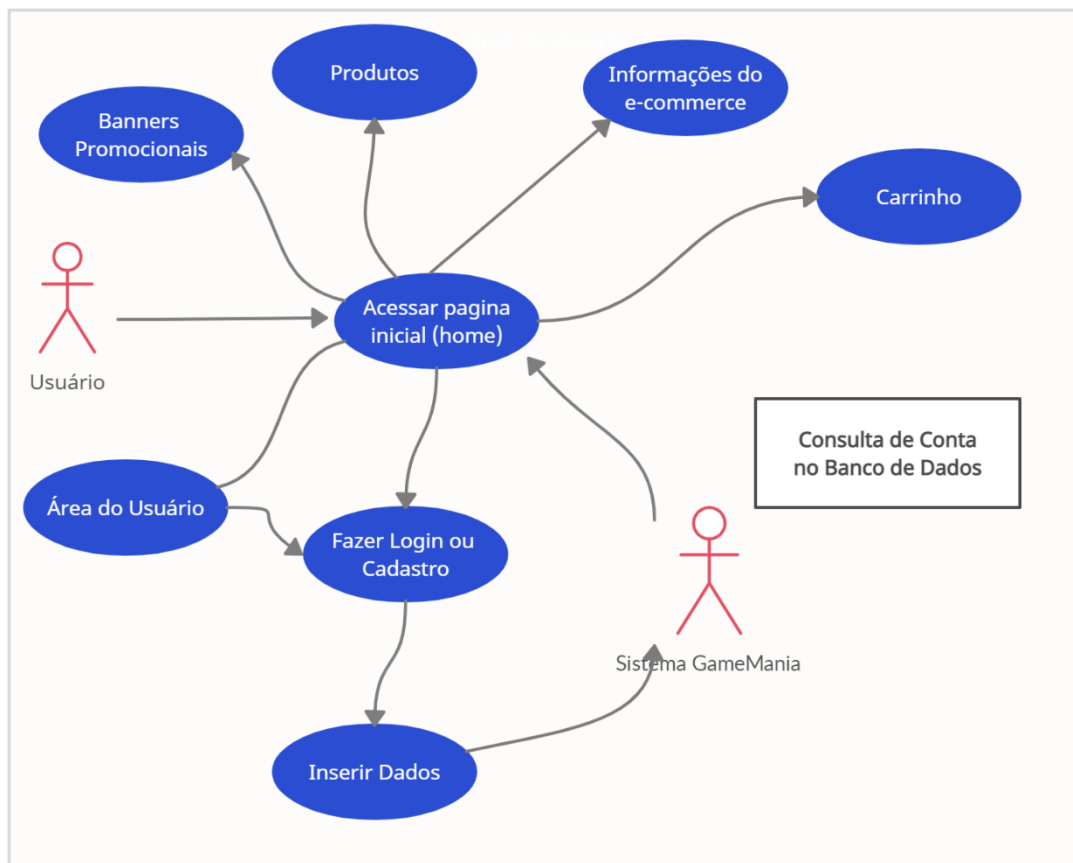 Produtos
Informações do
e-commerce
Banners
Promocionais
Carrinho
Acessar pagina
inicial (home)
Usuário
Consulta de Conta
no Banco de Dados
Área do Usuário
Fazer Login ou
Cadastro
Sistema GameMania
Inserir Dados